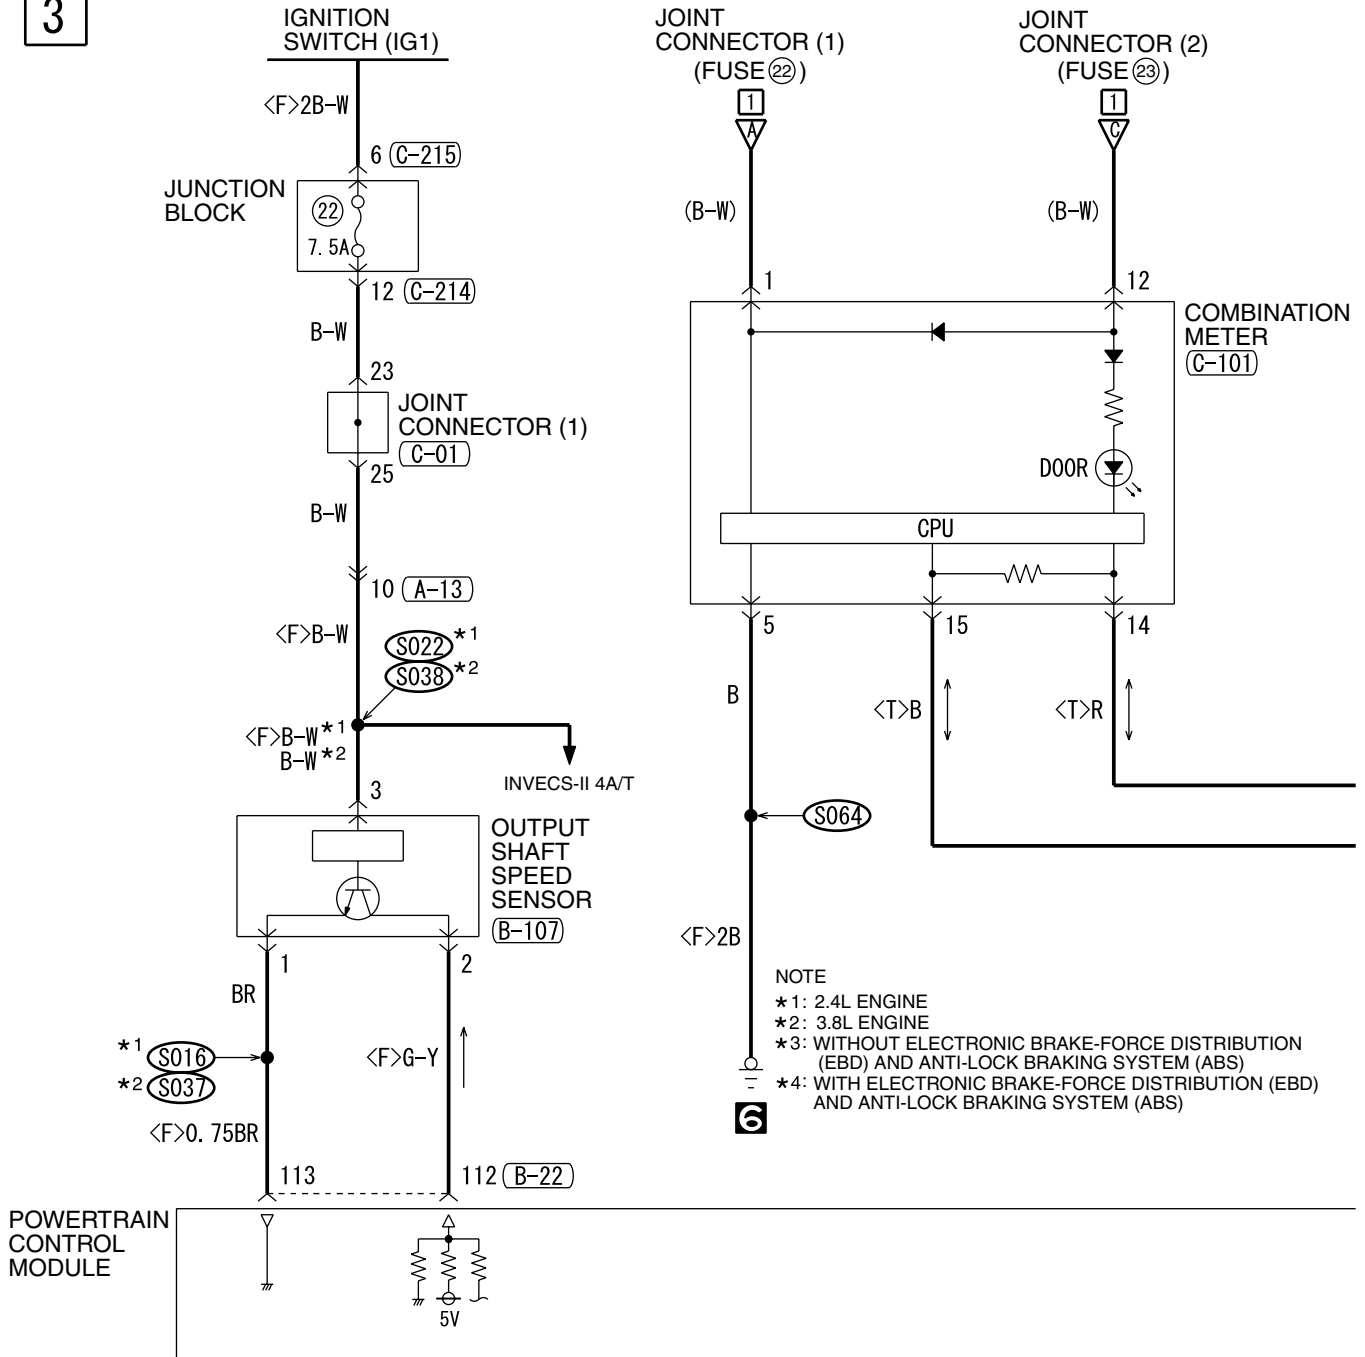 3
IGNITION
SWITCH (IG1)
<F>2B-W
6 C-215
JUNCTION
BLOCK
22
7.5A
12 C-214
B-W
23
JOINT
CONNECTOR (1)
C-01
25
B-W
10 A-13
<F>B-W
S022 *1
S038 *2
<F>B-W *1
B-W *2
INVECS-II 4A/T
3
OUTPUT
SHAFT
SPEED
SENSOR
B-107
1
2
BR
*1 S016
*2 S037
<F>G-Y
<F>0.75BR
113
112 B-22
POWERTRAIN
CONTROL
MODULE
5V
JOINT
CONNECTOR (1)
(FUSE 22)
1
A
(B-W)
1
JOINT
CONNECTOR (2)
(FUSE 23)
1
C
(B-W)
12
COMBINATION
METER
C-101
DOOR
CPU
5
15
14
B
<T>B
<T>R
S064
<F>2B
6
NOTE
*1: 2.4L ENGINE
*2: 3.8L ENGINE
*3: WITHOUT ELECTRONIC BRAKE-FORCE DISTRIBUTION
(EBD) AND ANTI-LOCK BRAKING SYSTEM (ABS)
*4: WITH ELECTRONIC BRAKE-FORCE DISTRIBUTION (EBD)
AND ANTI-LOCK BRAKING SYSTEM (ABS)